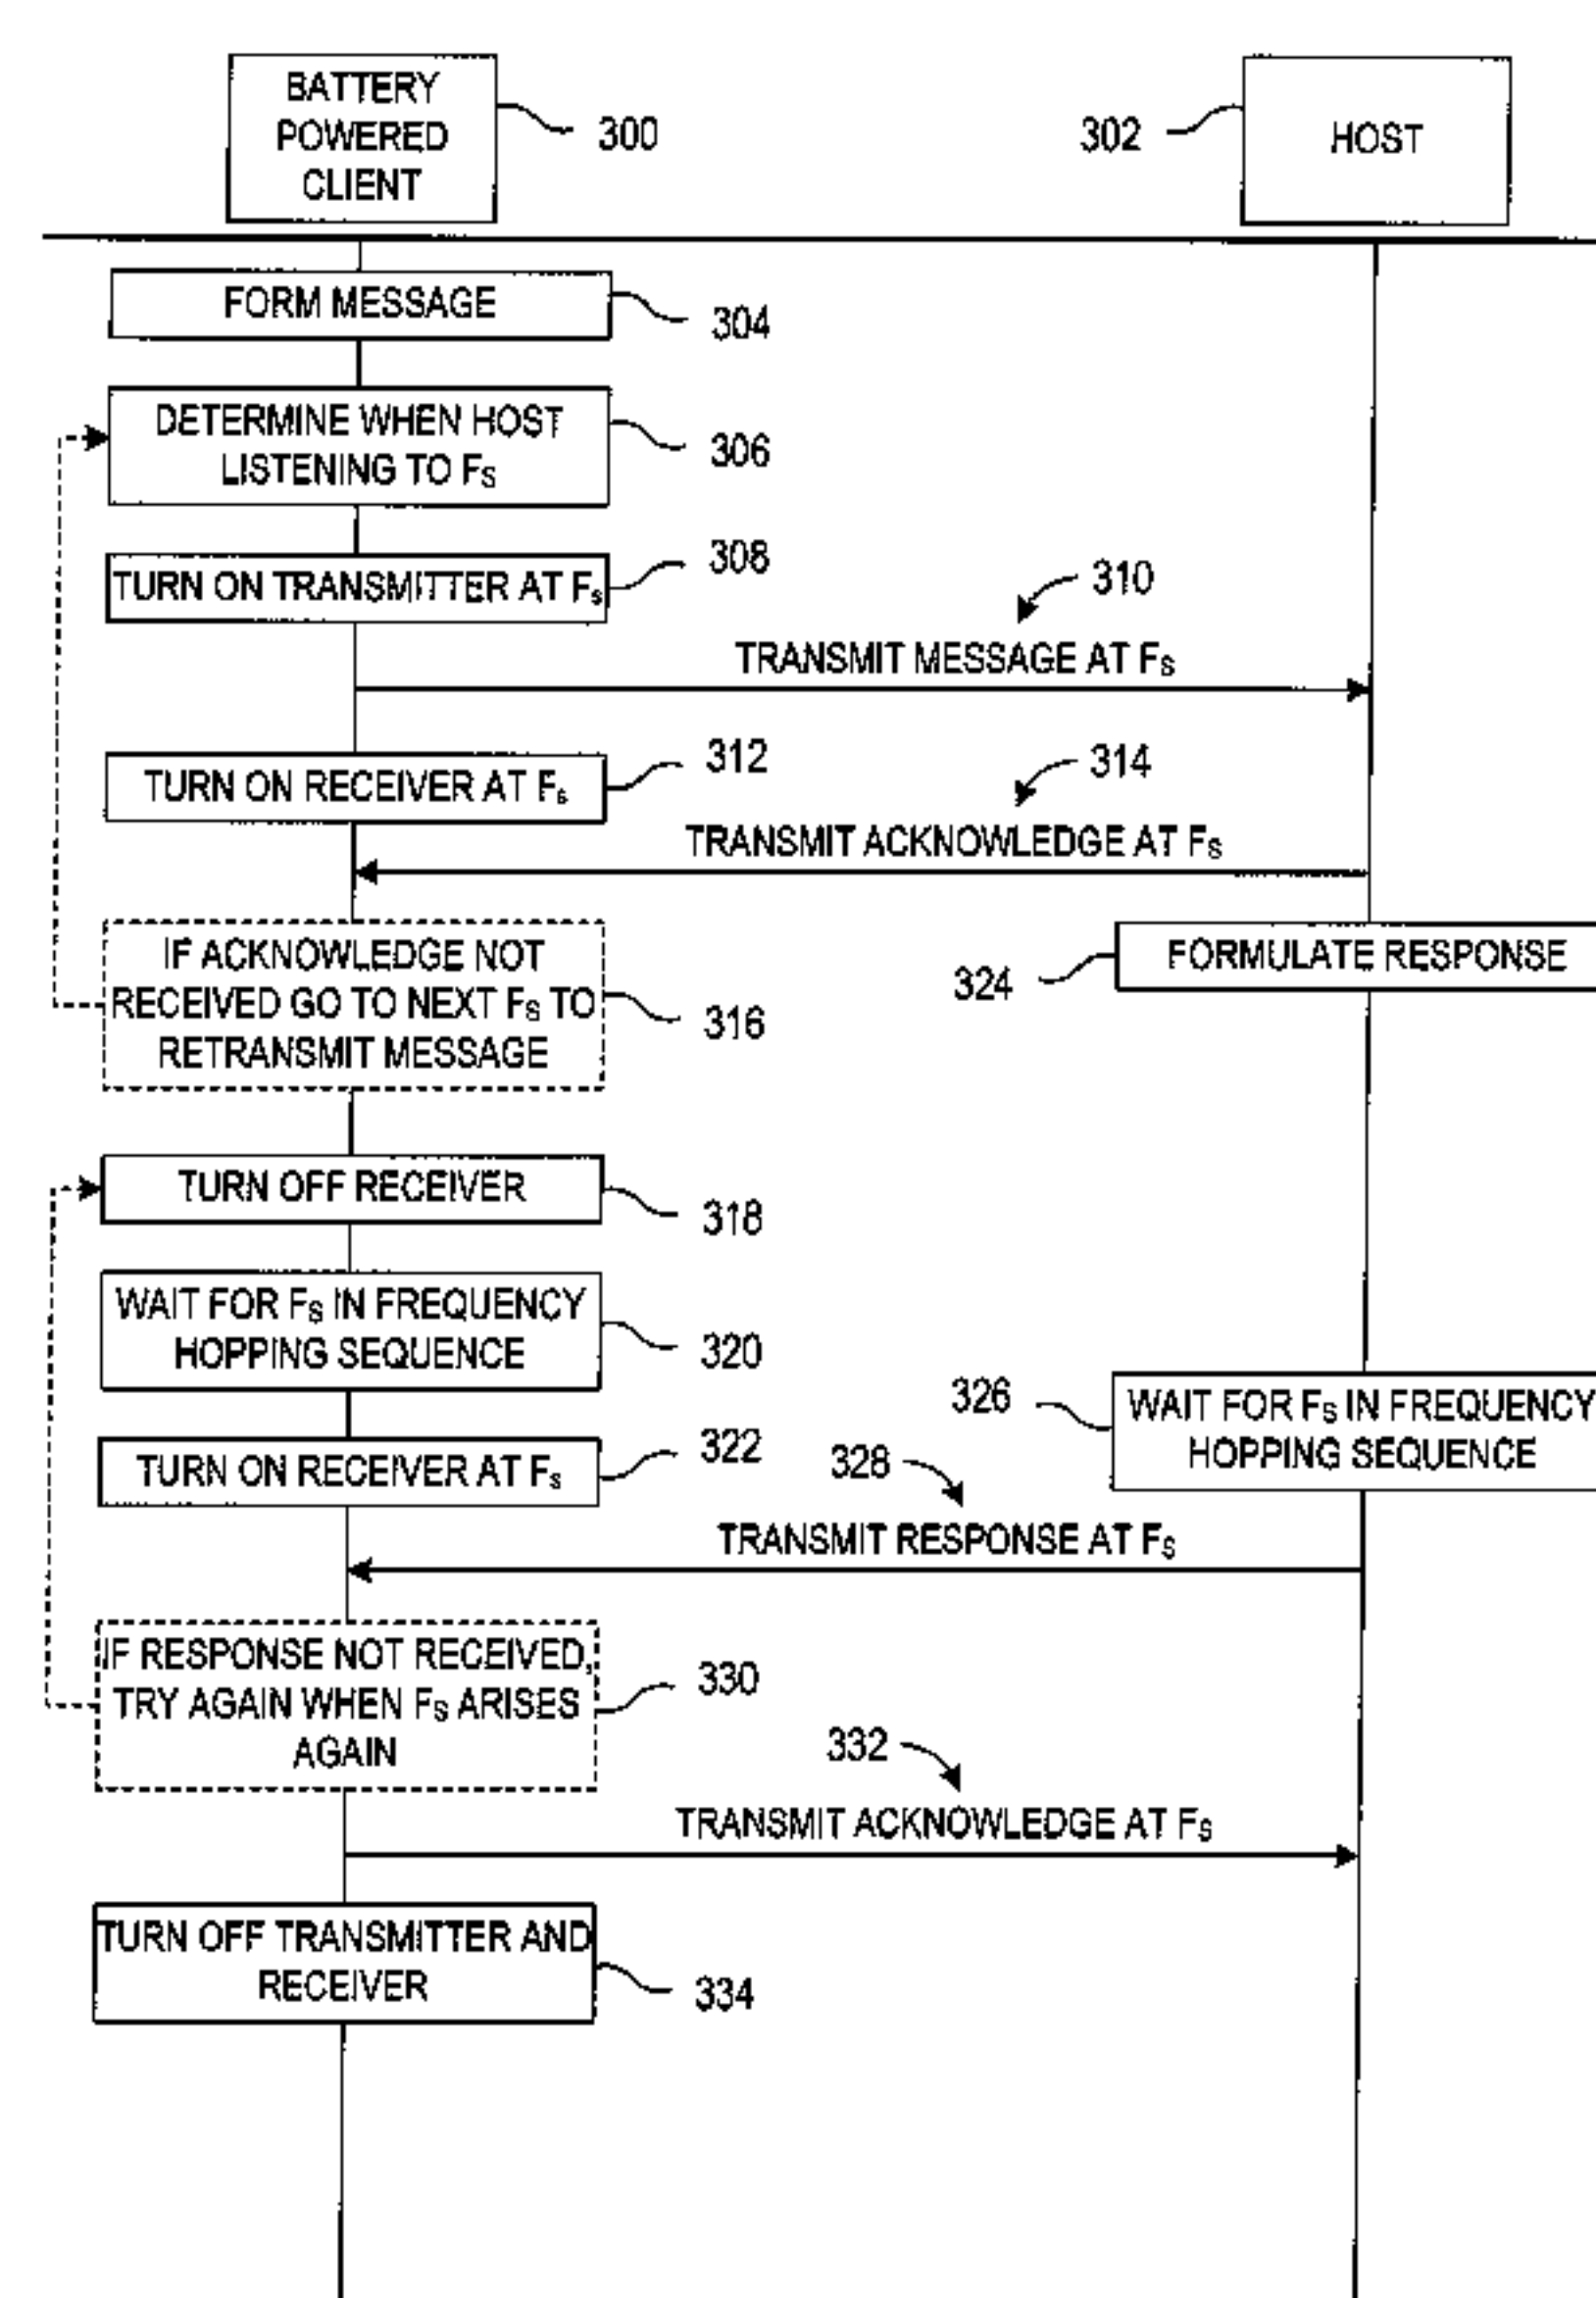 BATTERY
POWERED
CLIENT
300
302
HOST
FORM MESSAGE
304
DETERMINE WHEN HOST
LISTENING TO FS
306
TURN ON TRANSMITTER AT FS
308
310
TRANSMIT MESSAGE AT FS
TURN ON RECEIVER AT FS
312
314
TRANSMIT ACKNOWLEDGE AT FS
IF ACKNOWLEDGE NOT
RECEIVED GO TO NEXT FS TO
RETRANSMIT MESSAGE
316
324
FORMULATE RESPONSE
TURN OFF RECEIVER
318
WAIT FOR FS IN FREQUENCY
HOPPING SEQUENCE
320
326
WAIT FOR FS IN FREQUENCY
HOPPING SEQUENCE
TURN ON RECEIVER AT FS
322
328
TRANSMIT RESPONSE AT FS
IF RESPONSE NOT RECEIVED,
TRY AGAIN WHEN FS ARISES
AGAIN
330
332
TRANSMIT ACKNOWLEDGE AT FS
TURN OFF TRANSMITTER AND
RECEIVER
334